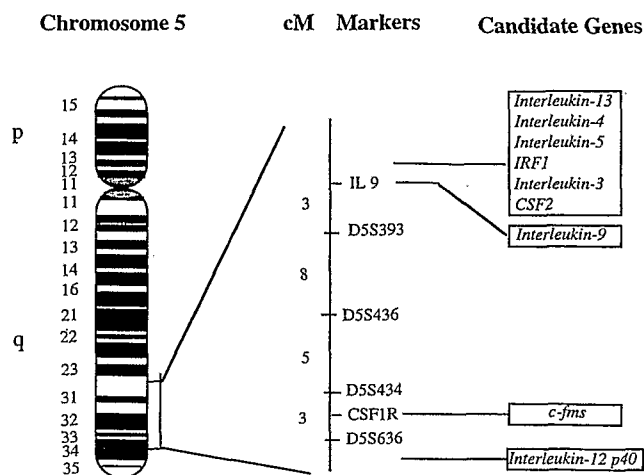 Chromosome 5 cM Markers Candidate Genes
p
15
14
13
12
11
q
11
12
13
14
16
21
22
23
31
32
33
34
35
3
8
5
3
IL 9
D5S393
D5S436
D5S434
CSF1R
D5S636
Interleukin-13
Interleukin-4
Interleukin-5
IRF1
Interleukin-3
CSF2
Interleukin-9
c-fms
Interleukin-12 p40